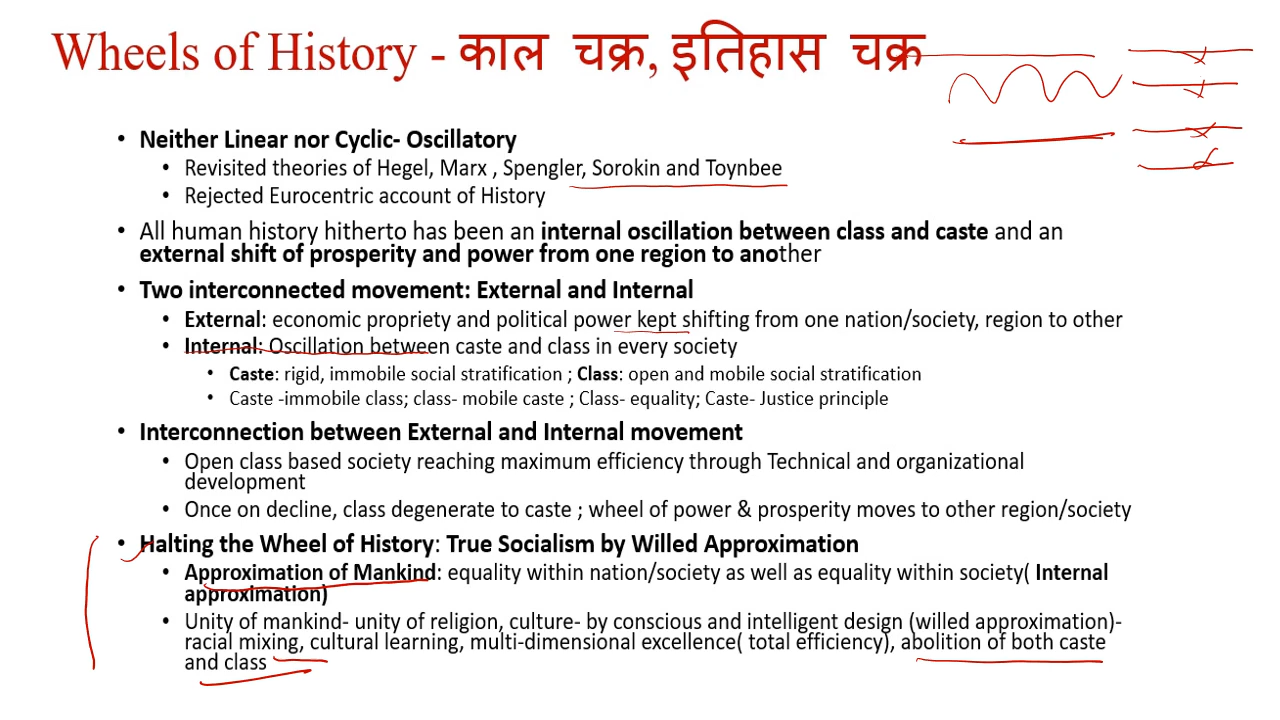 Wheels of History - काल चक्र, इतिहास चक्र
• Neither Linear nor Cyclic- Oscillatory
• Revisited theories of Hegel, Marx , Spengler, Sorokin and Toynbee
• Rejected Eurocentric account of History
• All human history hitherto has been an internal oscillation between class and caste and an
external shift of prosperity and power from one region to another
• Two interconnected movement: External and Internal
• External: economic propriety and political power kept shifting from one nation/society, region to other
• Internal: Oscillation between caste and class in every society
• Caste: rigid, immobile social stratification ; Class: open and mobile social stratification
• Caste -immobile class; class- mobile caste ; Class- equality; Caste- Justice principle
• Interconnection between External and Internal movement
• Open class based society reaching maximum efficiency through Technical and organizational
development
• Once on decline, class degenerate to caste ; wheel of power & prosperity moves to other region/society
• Halting the Wheel of History: True Socialism by Willed Approximation
• Approximation of Mankind: equality within nation/society as well as equality within society( Internal
approximation)
• Unity of mankind- unity of religion, culture- by conscious and intelligent design (willed approximation)-
racial mixing, cultural learning, multi-dimensional excellence( total efficiency), abolition of both caste
and class